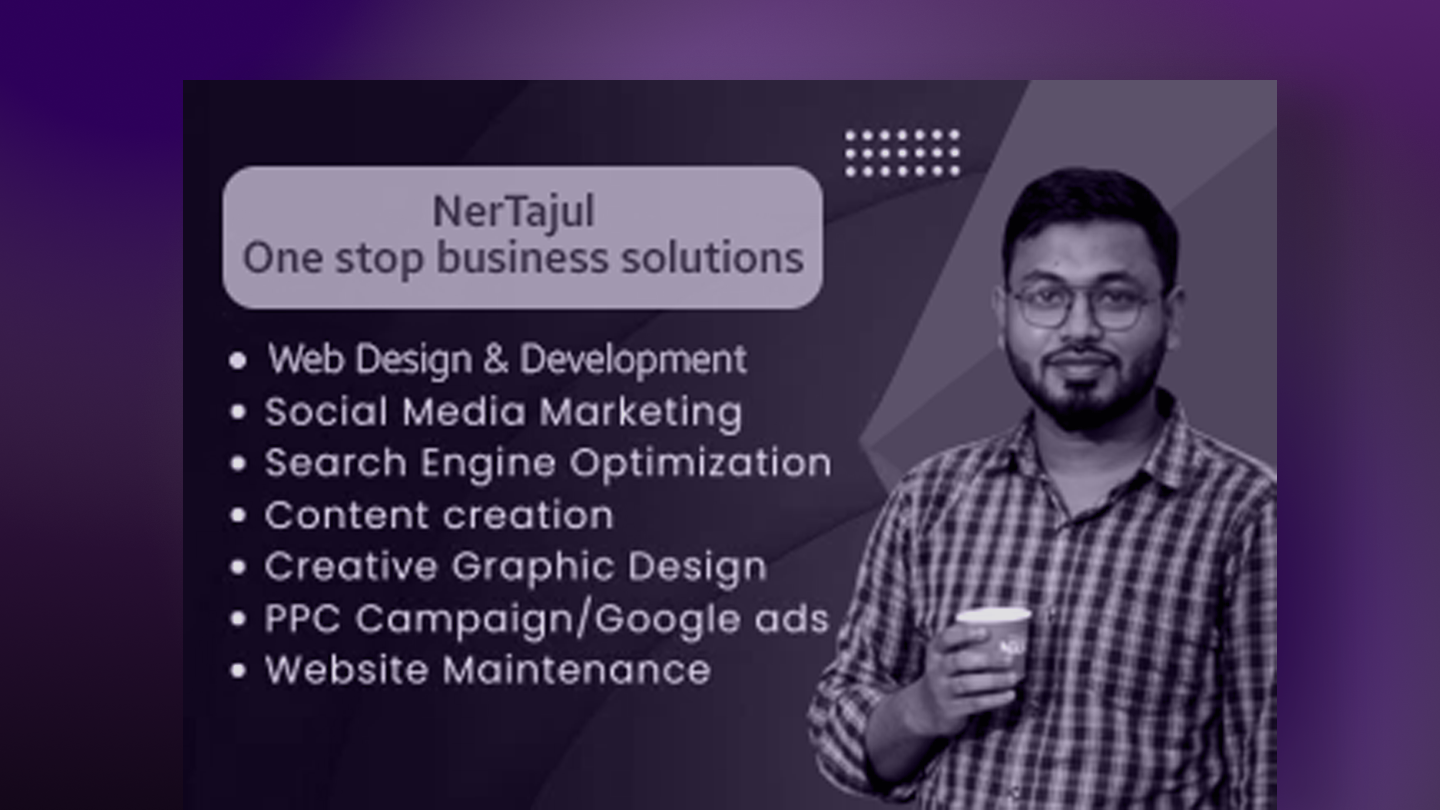 NerTajul
One stop business solutions
Web Design & Development
Social Media Marketing
Search Engine Optimization
Content creation
Creative Graphic Design
PPC Campaign/Google ads
Website Maintenance